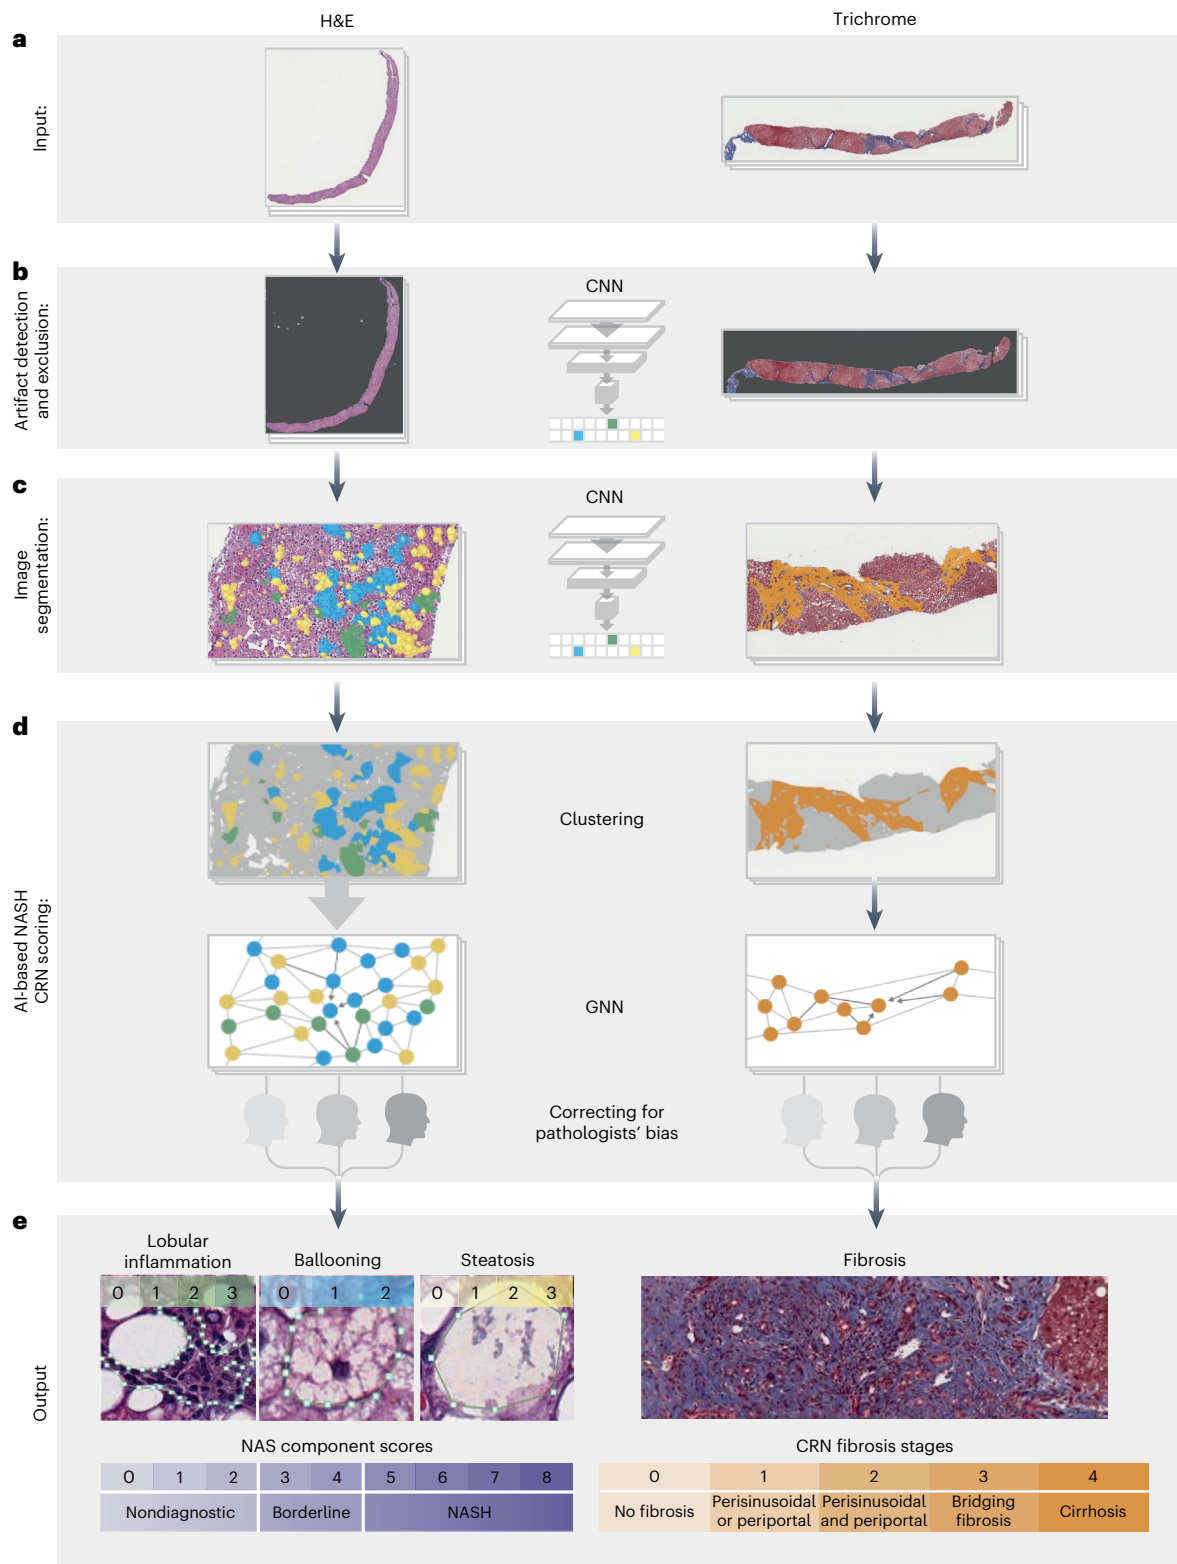 H&E
Trichrome
a
Input:
b
Artifact detection
and exclusion:
CNN
c
Image
segmentation:
CNN
d
AI-based NASH
CRN scoring:
Clustering
GNN
Correcting for
pathologists’ bias
e
Output
Lobular
inflammation
0 1 2 3
Ballooning
0 1 2
Steatosis
0 1 2 3
Fibrosis
NAS component scores
0 1 2 3 4 5 6 7 8
Nondiagnostic Borderline NASH
CRN fibrosis stages
0 1 2 3 4
No fibrosis
Perisinusoidal
or periportal
Perisinusoidal
and periportal
Bridging
fibrosis
Cirrhosis